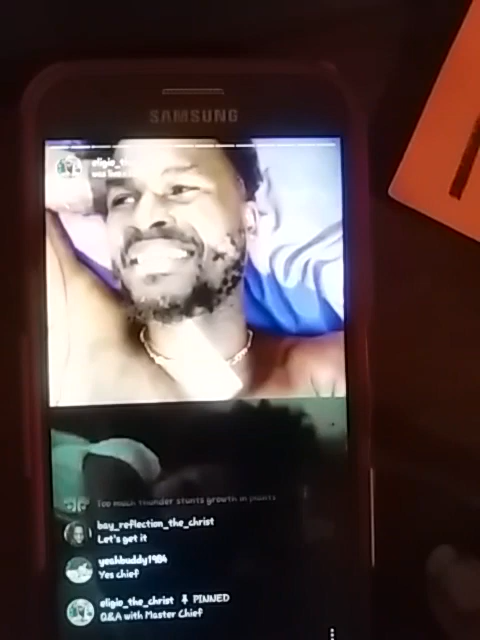 SAMSUNG
eligio_th
Too much thunder stunts growth in plants
bay_reflection_the_christ
Let's get it
yeahbuddy1984
Yes chief
eligio_the_christ PINNED
Q&A with Master Chief